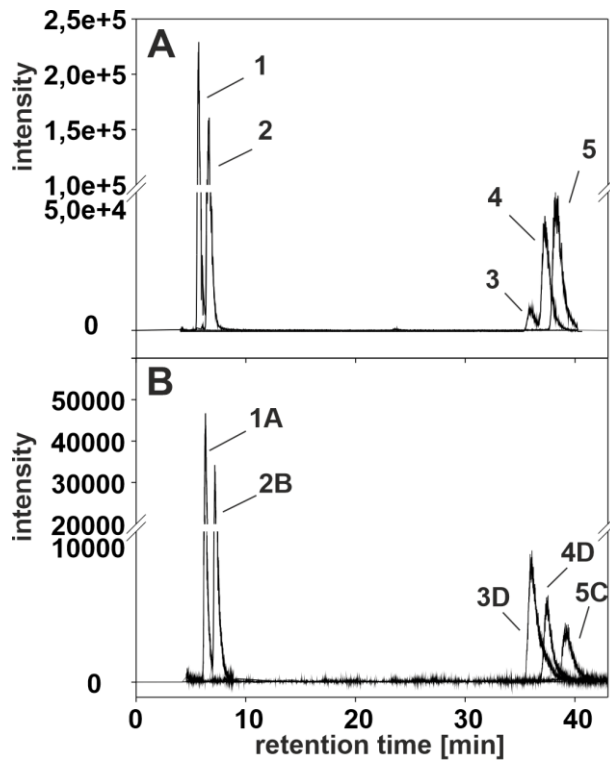 A
2,5e+5
2,0e+5
1,5e+5
1,0e+5
5,0e+4
0
intensity
1
2
3
4
5
B
50000
40000
30000
20000
10000
0
intensity
1A
2B
3D
4D
5C
0 10 20 30 40
retention time [min]